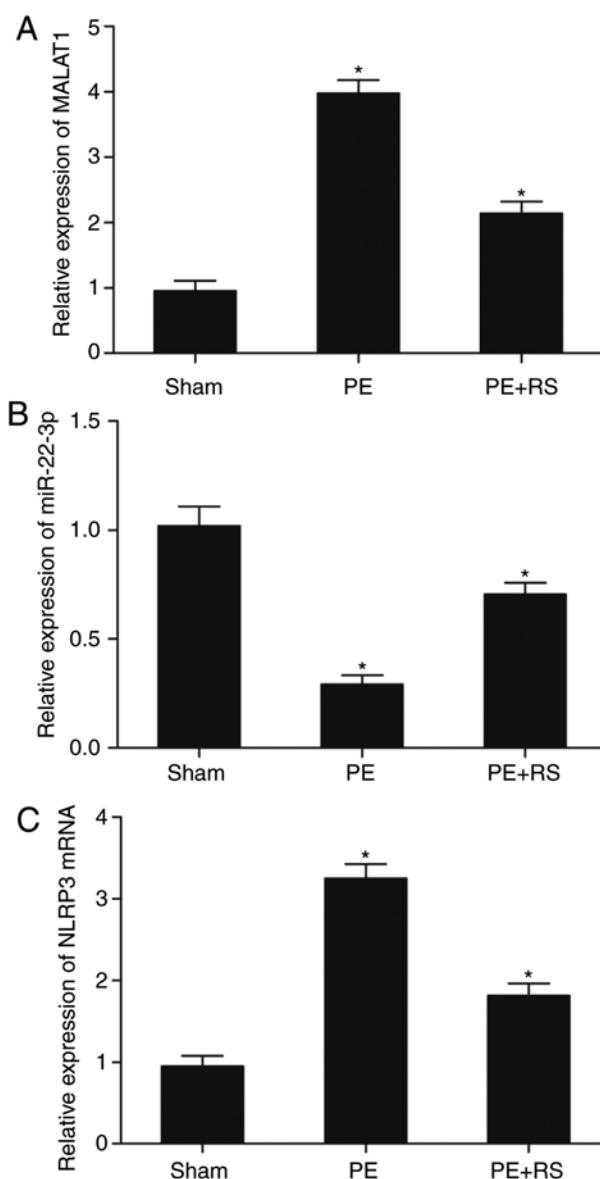 A
Relative expression of MALAT1
5
4
3
2
1
0
*
*
Sham PE PE+RS
B
Relative expression of miR-22-3p
1.5
1.0
0.5
0.0
*
*
Sham PE PE+RS
C
Relative expression of NLRP3 mRNA
4
3
2
1
0
*
*
Sham PE PE+RS